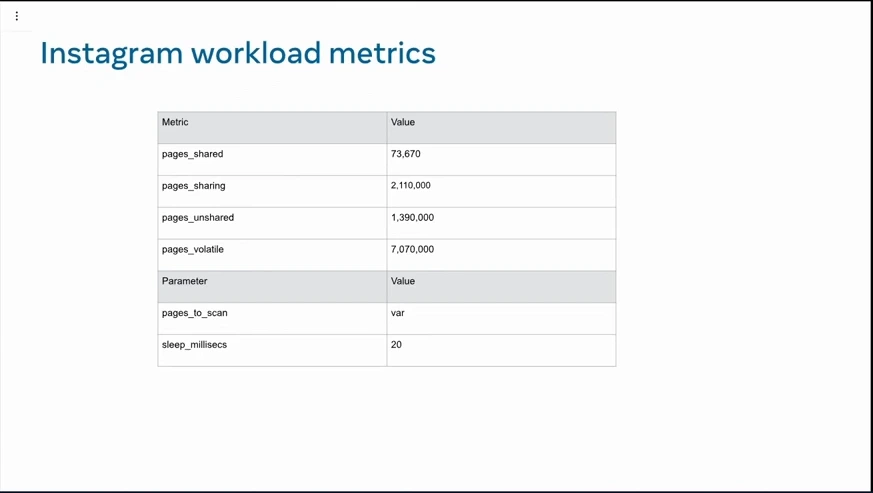 Instagram workload metrics
Metric Value
pages_shared 73,670
pages_sharing 2,110,000
pages_unshared 1,390,000
pages_volatile 7,070,000
Parameter Value
pages_to_scan var
sleep_millisecs 20